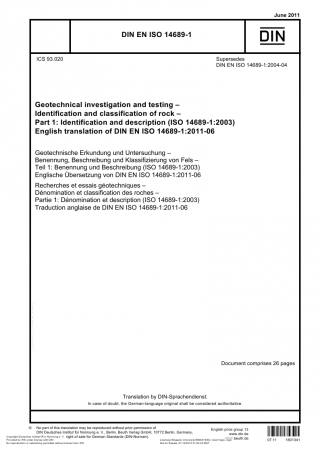 June 2011
DIN EN ISO 14689-1
DIN
ICS 93.020
Supersedes
DIN EN ISO 14689-1:2004-04
Geotechnical investigation and testing –
Identification and classification of rock –
Part 1: Identification and description (ISO 14689-1:2003)
English translation of DIN EN ISO 14689-1:2011-06
Geotechnische Erkundung und Untersuchung –
Benennung, Beschreibung und Klassifizierung von Fels –
Teil 1: Benennung und Beschreibung (ISO 14689-1:2003)
Englische Übersetzung von DIN EN ISO 14689-1:2011-06
Recherches et essais géotechniques –
Dénomination et classification des roches –
Partie 1: Dénomination et description (ISO 14689-1:2003)
Traduction anglaise de DIN EN ISO 14689-1:2011-06
Document comprises 26 pages
Translation by DIN-Sprachendienst.
In case of doubt, the German-language original shall be considered authoritative.
© No part of this translation may be reproduced without prior permission of
DIN Deutsches Institut für Normung e. V., Berlin. Beuth Verlag GmbH, 10772 Berlin, Germany,
right of sale for German Standards (DIN-Normen).
English price group 13
www.din.de
beuth.de